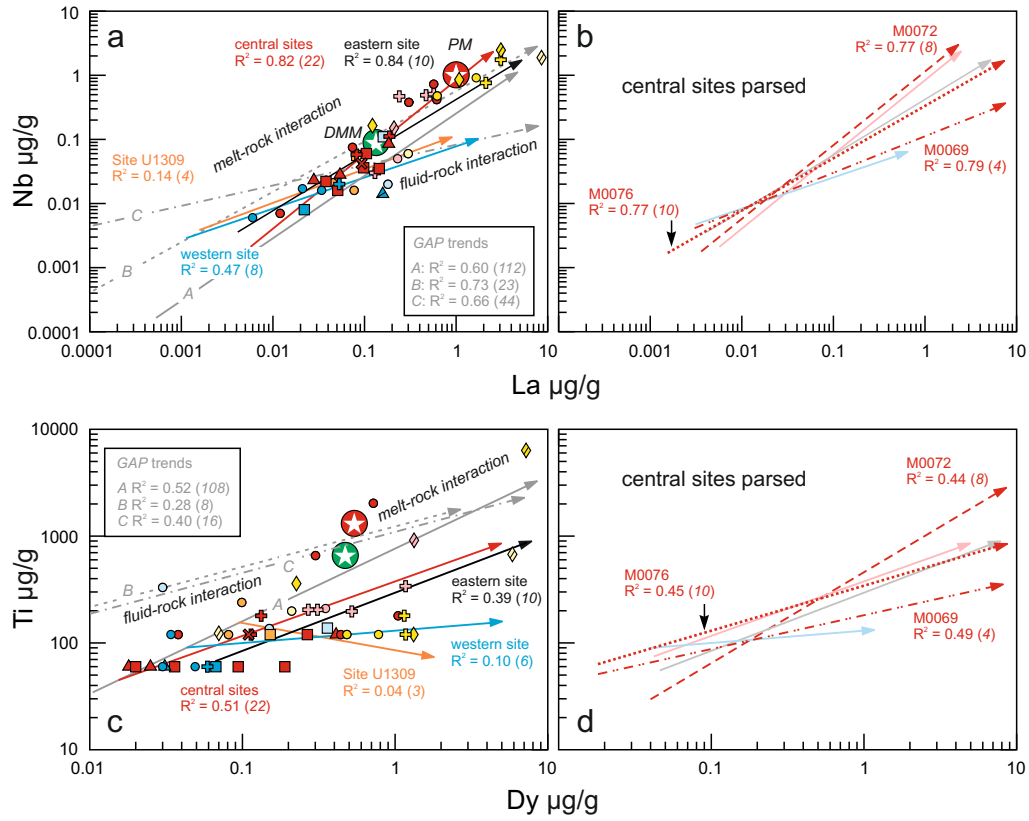 a
central sites
R² = 0.82 (22)
eastern site
R² = 0.84 (10)
PM
DMM
melt-rock interaction
fluid-rock interaction
Site U1309
R² = 0.14 (4)
western site
R² = 0.47 (8)
C
B
A
GAP trends
A: R² = 0.60 (112)
B: R² = 0.73 (23)
C: R² = 0.66 (44)
Nb µg/g
10
1
0.1
0.01
0.001
0.0001
0.0001
0.001
0.01
0.1
1
10
b
central sites parsed
M0072
R² = 0.77 (8)
M0069
R² = 0.79 (4)
M0076
R² = 0.77 (10)
0.001
0.01
0.1
1
10
La µg/g
c
GAP trends
A R² = 0.52 (108)
B R² = 0.28 (8)
C R² = 0.40 (16)
melt-rock interaction
fluid-rock interaction
B
C
A
eastern site
R² = 0.39 (10)
western site
R² = 0.10 (6)
Site U1309
R² = 0.04 (3)
central sites
R² = 0.51 (22)
Ti µg/g
10000
1000
100
10
0.01
0.1
1
10
d
central sites parsed
M0072
R² = 0.44 (8)
M0076
R² = 0.45 (10)
M0069
R² = 0.49 (4)
0.1
1
10
Dy µg/g